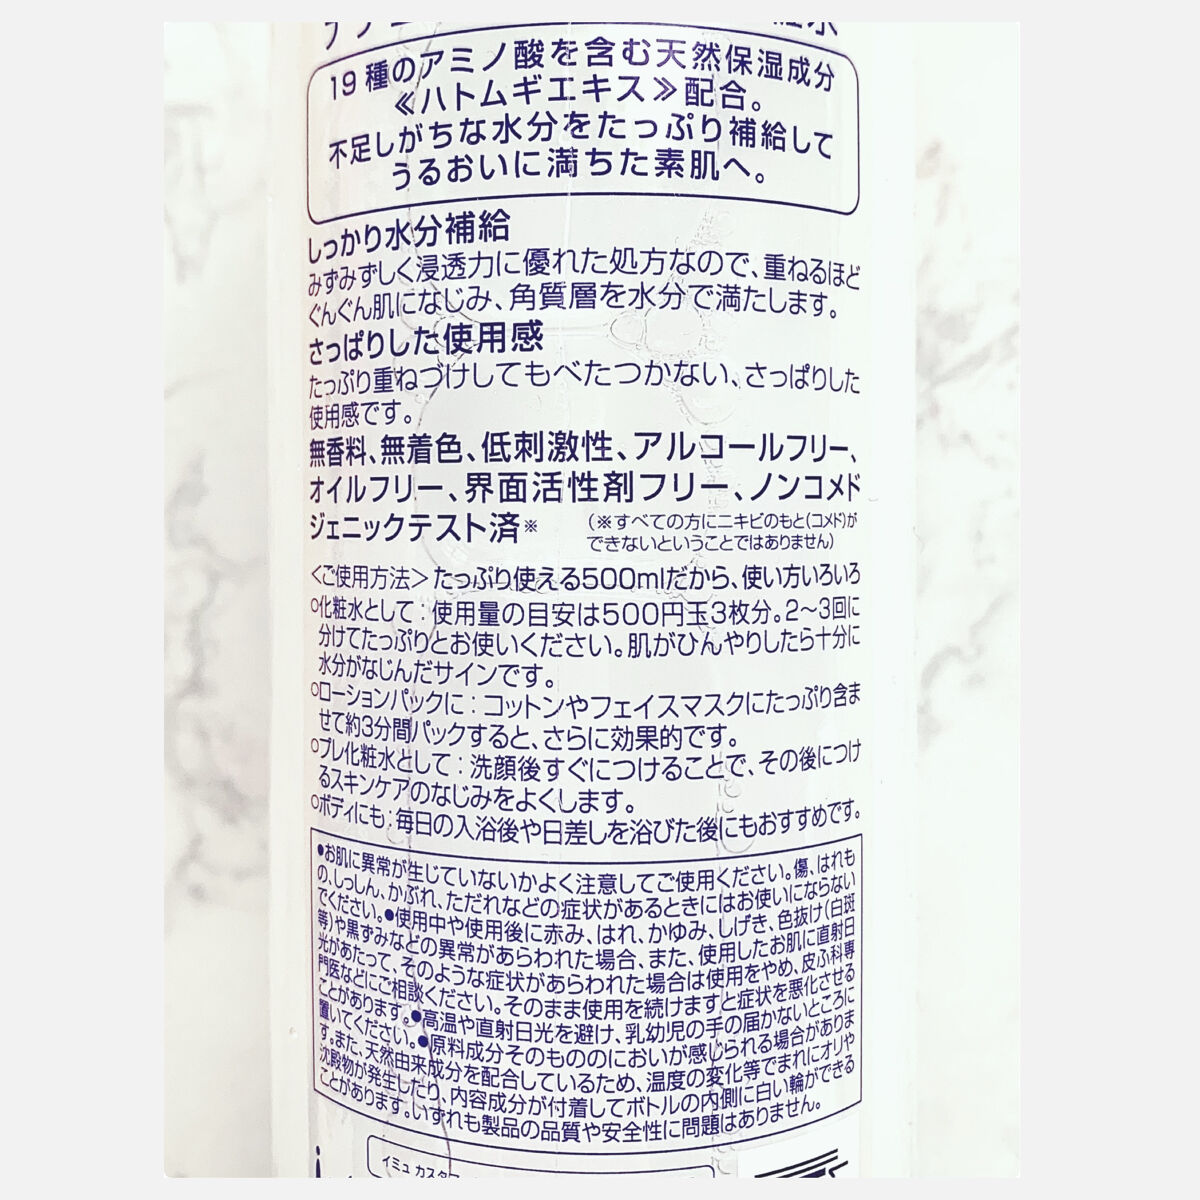 19種のアミノ酸を含む天然保湿成分
≪ハトムギエキス≫配合。
不足しがちな水分をたっぷり補給して
うるおいに満ちた素肌へ。
しっかり水分補給
みずみずしく浸透力に優れた処方なので、重ねるほど
ぐんぐん肌になじみ、角質層を水分で満たします。
さっぱりした使用感
たっぷり重ねづけしてもべたつかない、さっぱりした
使用感です。
無香料、無着色、低刺激性、アルコールフリー、
オイルフリー、界面活性剤フリー、ノンコメド
ジェニックテスト済※
(※すべての方にニキビのもと(コメド)が
できないということではありません)
<ご使用方法>たっぷり使える500mlだから、使い方いろいろ
○化粧水として：使用量の目安は500円玉3枚分。2～3回に
分けてたっぷりとお使いください。肌がひんやりしたら十分に
水分がなじんだサインです。
○ローションパックに：コットンやフェイスマスクにたっぷり含ま
せて約3分間パックすると、さらに効果的です。
○プレ化粧水として：洗顔後すぐにつけることで、その後につけ
るスキンケアのなじみをよくします。
○ボディにも：毎日の入浴後や日差しを浴びた後にもおすすめです。
●お肌に異常が生じていないかよく注意してご使用ください。傷、はれも
の、しっしん、かぶれ、ただれなどの症状があるときにはお使いにならない
でください。●使用中や使用後に赤み、はれ、かゆみ、しげき、色抜け(白斑
等)や黒ずみなどの異常があらわれた場合、また、使用したお肌に直射日
光があたって、そのような症状があらわれた場合は使用をやめ、皮ふ科専
門医などにご相談ください。そのまま使用を続けますと症状を悪化させる
ことがあります。●高温や直射日光を避け、乳幼児の手の届かないところに
置いてください。●原料成分そのもののにおいが感じられる場合がありま
す。また、天然由来成分を配合しているため、温度の変化等でまれにオリや
沈殿物が発生したり、内容成分が付着してボトルの内側に白い輪ができる
ことがあります。いずれも製品の品質や安全性に問題はありません。
イミュ カスタマ